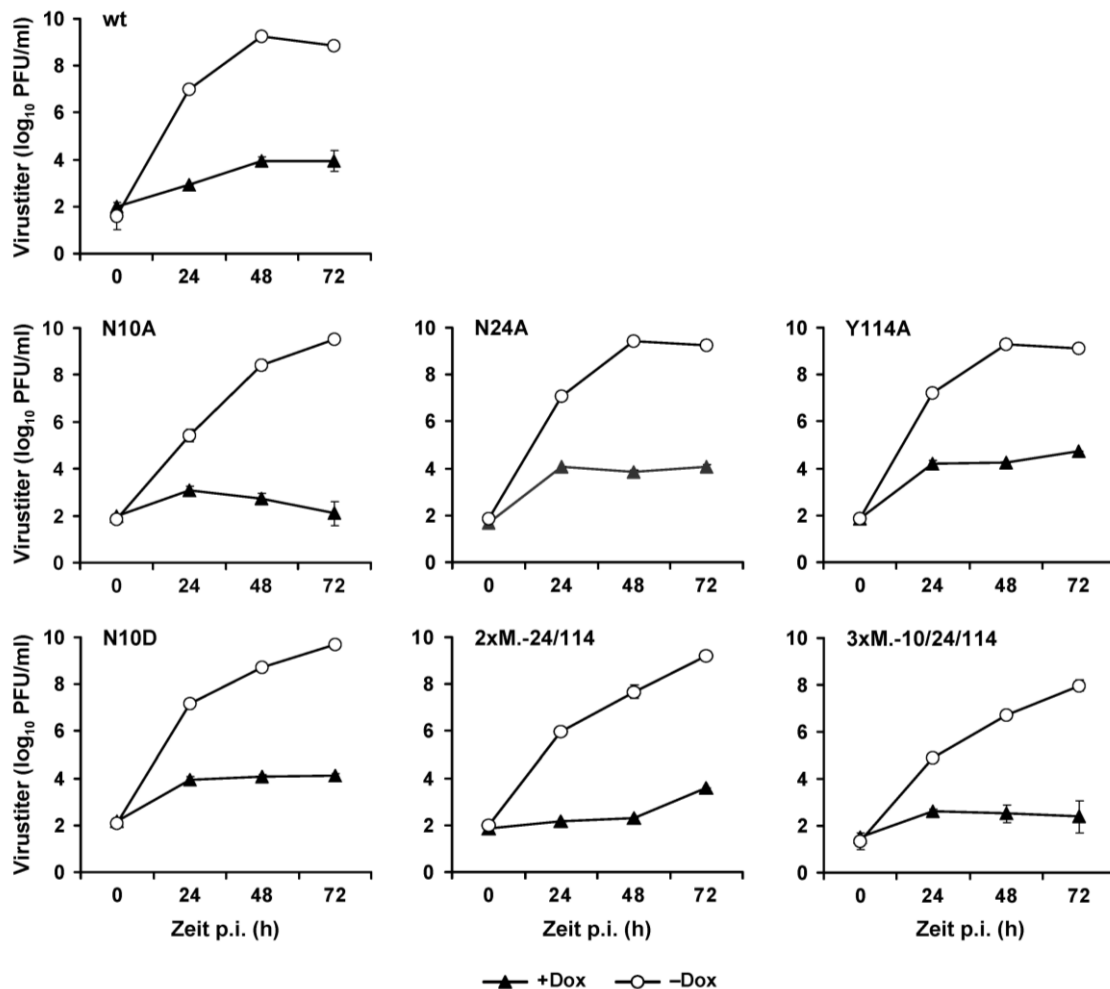 wt
Virustiter (log₁₀ PFU/ml)
10
8
6
4
2
0
0 24 48 72
N10A
Virustiter (log₁₀ PFU/ml)
10
8
6
4
2
0
0 24 48 72
N24A
10
8
6
4
2
0
0 24 48 72
Y114A
10
8
6
4
2
0
0 24 48 72
N10D
Virustiter (log₁₀ PFU/ml)
10
8
6
4
2
0
0 24 48 72
Zeit p.i. (h)
2xM.-24/114
10
8
6
4
2
0
0 24 48 72
Zeit p.i. (h)
3xM.-10/24/114
10
8
6
4
2
0
0 24 48 72
Zeit p.i. (h)
+Dox –Dox